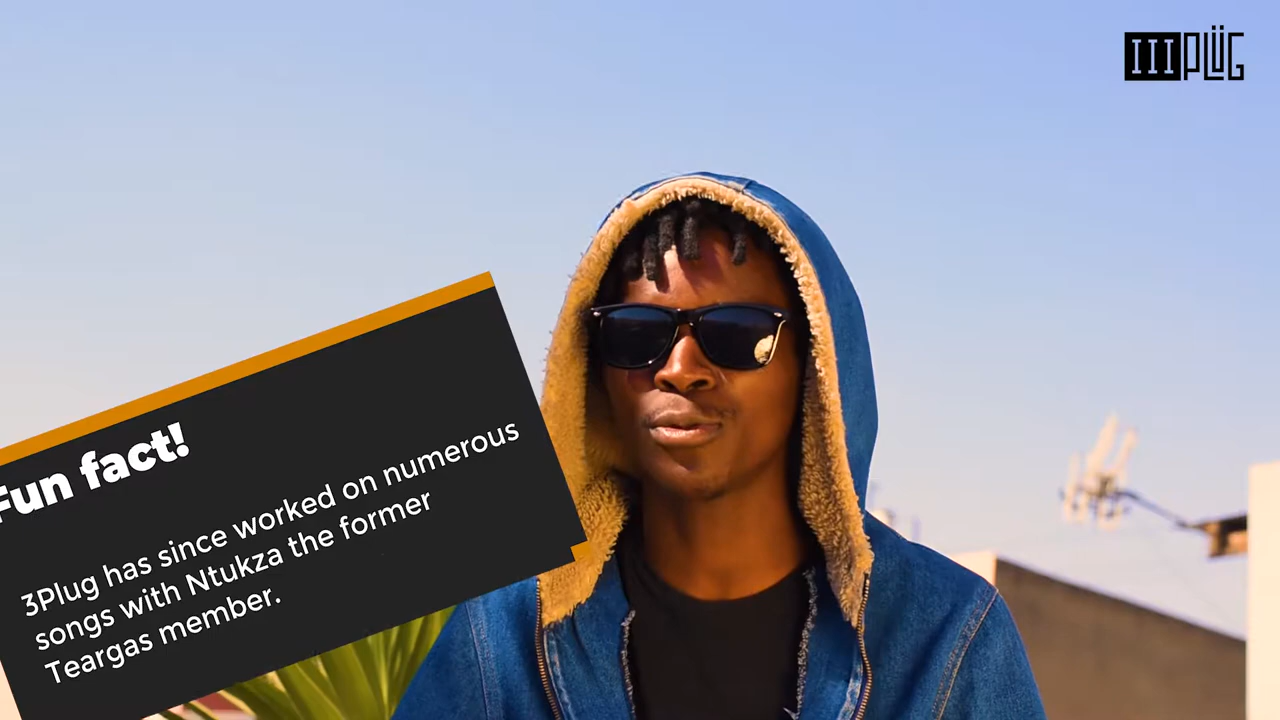 IIIPLÜG
Fun fact!
3Plug has since worked on numerous
songs with Ntukza the former
Teargas member.